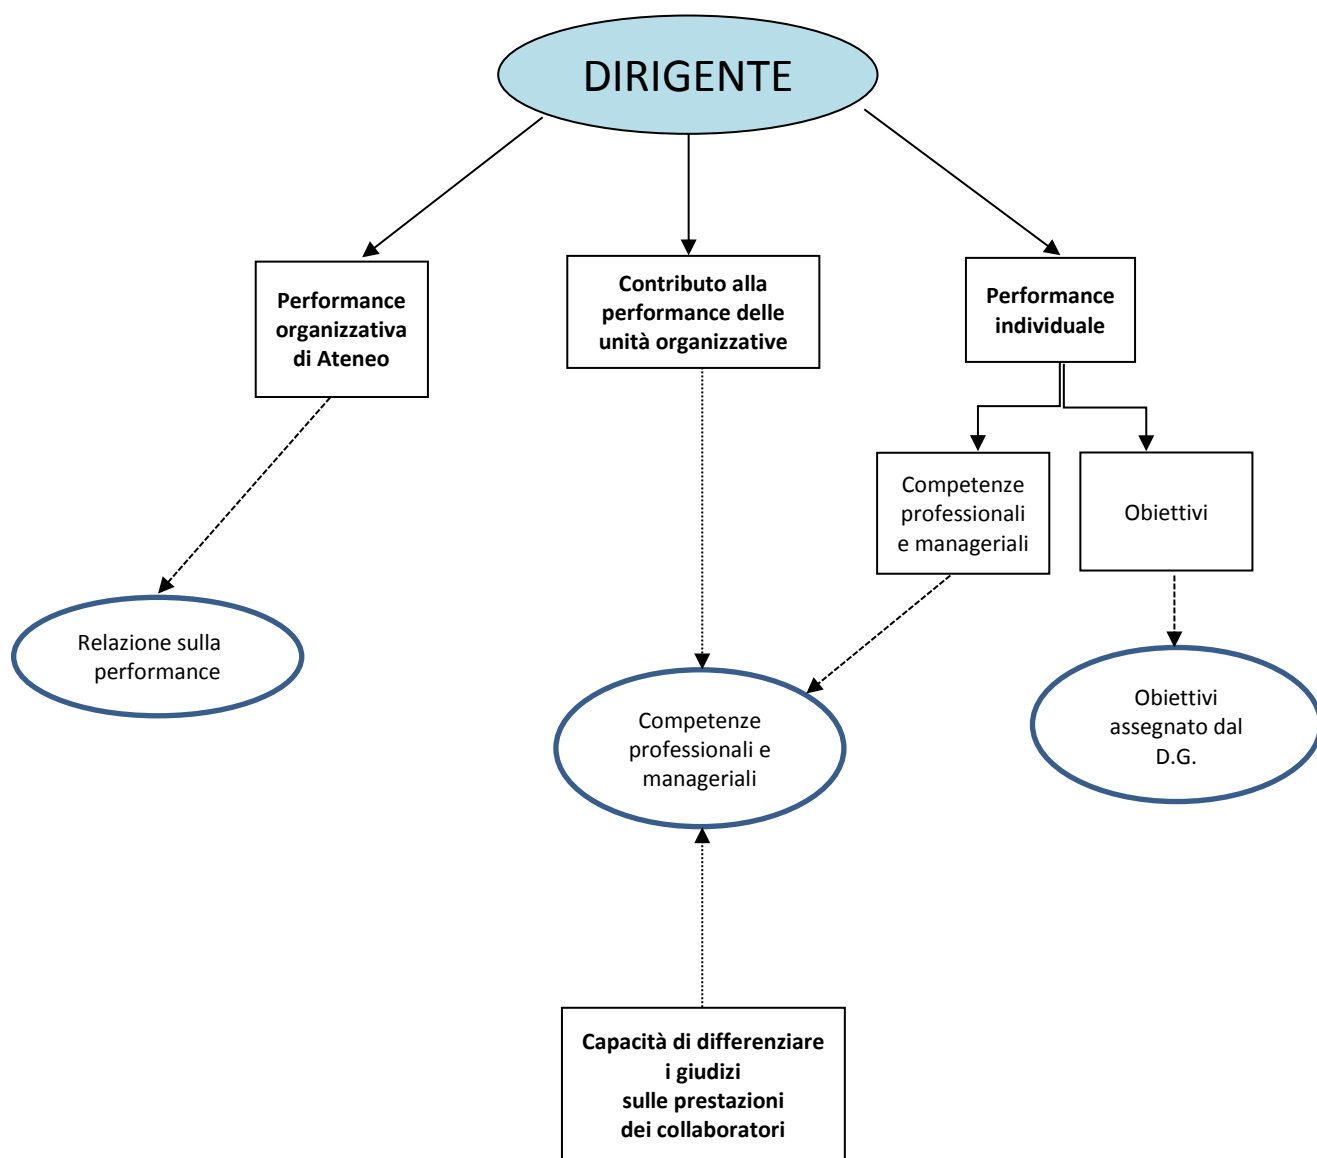 DIRIGENTE
Performance
organizzativa
di Ateneo
Contributo alla
performance delle
unità organizzative
Performance
individuale
Competenze
professionali
e manageriali
Obiettivi
Relazione sulla
performance
Competenze
professionali e
manageriali
Obiettivi
assegnato dal
D.G.
Capacità di differenziare
i giudizi
sulle prestazioni
dei collaboratori